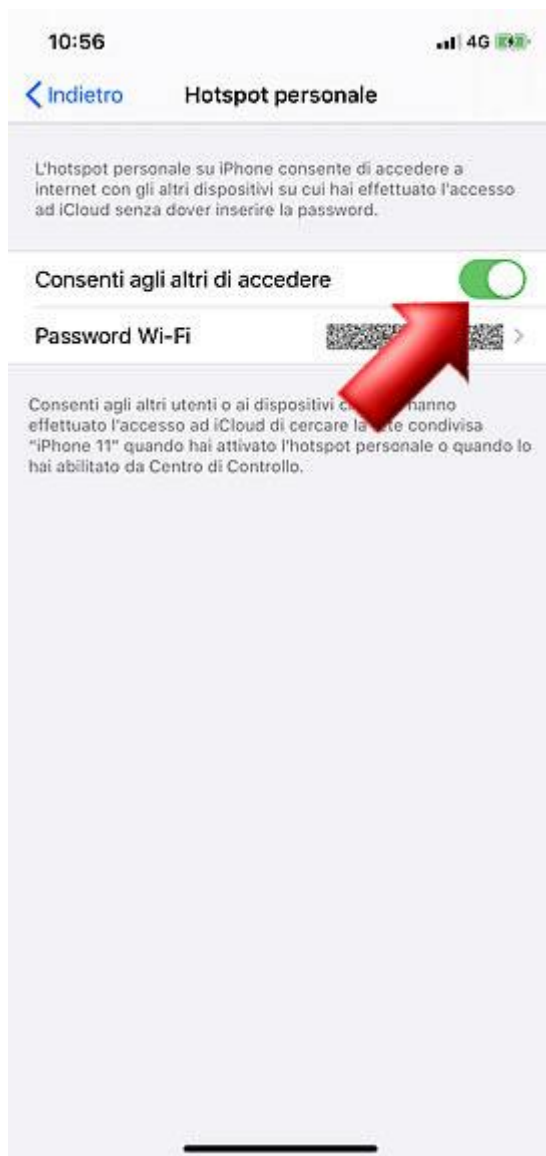 10:56
4G
Indietro
Hotspot personale
L'hotspot personale su iPhone consente di accedere a
internet con gli altri dispositivi su cui hai effettuato l'accesso
ad iCloud senza dover inserire la password.
Consenti agli altri di accedere
Password Wi-Fi
Consenti agli altri utenti o ai dispositivi hanno
effettuato l'accesso ad iCloud di cercare la condivisa
"iPhone 11" quando hai attivato l'hotspot personale o quando lo
hai abilitato da Centro di Controllo.